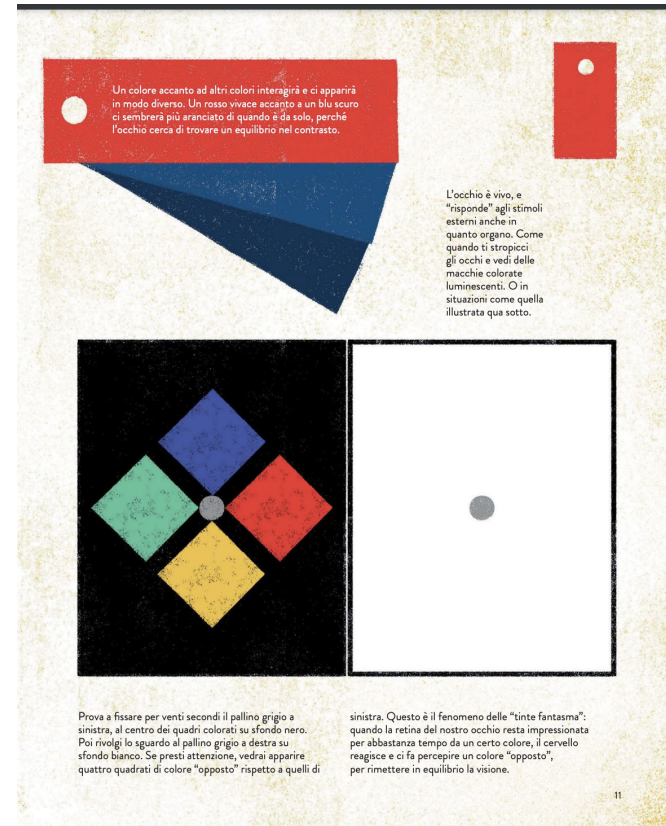 Un colore accanto ad altri colori interagirà e ci apparirà
in modo diverso. Un rosso vivace accanto a un blu scuro
ci sembrerà più aranciato di quando è da solo, perché
l’occhio cerca di trovare un equilibrio nel contrasto.
L’occhio è vivo, e
“risponde” agli stimoli
esterni anche in
quanto organo. Come
quando ti stropicci
gli occhi e vedi delle
macchie colorate
luminescenti. O in
situazioni come quella
illustrata qua sotto.
Prova a fissare per venti secondi il pallino grigio a
sinistra, al centro dei quadri colorati su sfondo nero.
Poi rivolgi lo sguardo al pallino grigio a destra su
sfondo bianco. Se presti attenzione, vedrai apparire
quattro quadrati di colore “opposto” rispetto a quelli di
sinistra. Questo è il fenomeno delle “tinte fantasma”:
quando la retina del nostro occhio resta impressionata
per abbastanza tempo da un certo colore, il cervello
reagisce e ci fa percepire un colore “opposto”,
per rimettere in equilibrio la visione.
11